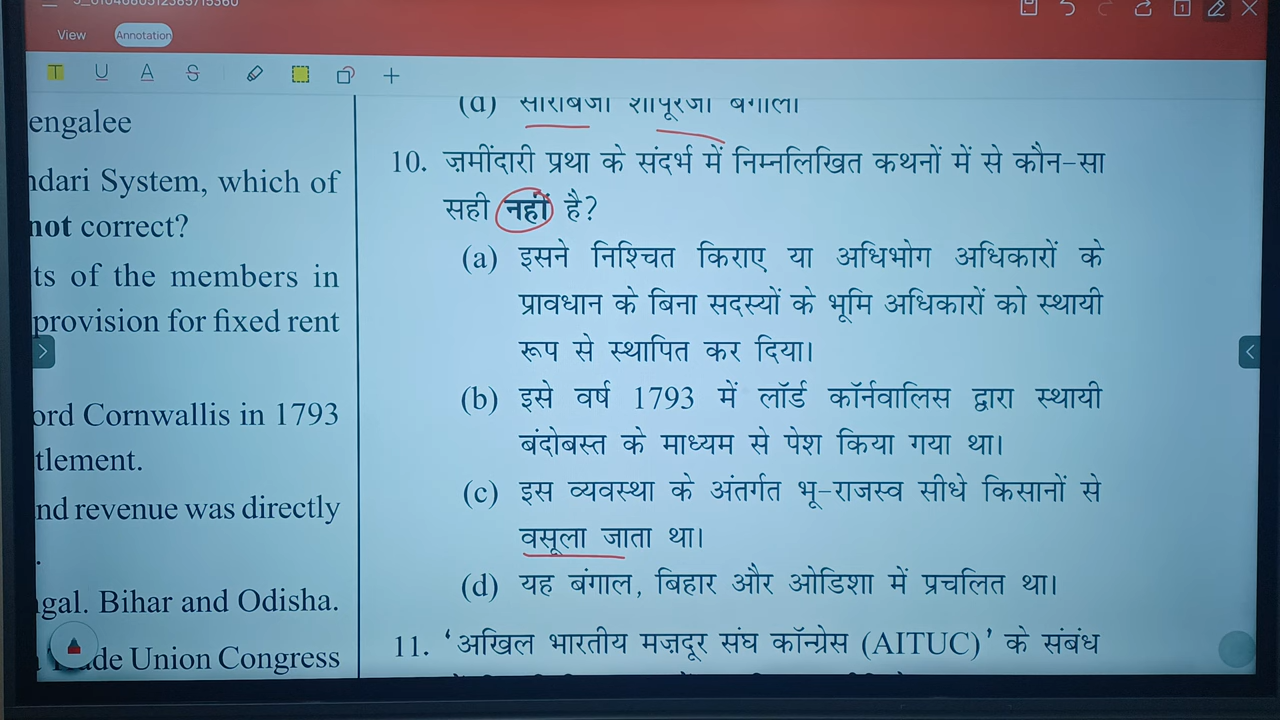 View Annotation
engalee
ndari System, which of
not correct?
ts of the members in
provision for fixed rent
ord Cornwallis in 1793
tlement.
nd revenue was directly
.
gal. Bihar and Odisha.
Trade Union Congress
(d) सोराबजी शापूरजी बंगाली
10. ज़मींदारी प्रथा के संदर्भ में निम्नलिखित कथनों में से कौन-सा
सही नहीं है?
(a) इसने निश्चित किराए या अधिभोग अधिकारों के
प्रावधान के बिना सदस्यों के भूमि अधिकारों को स्थायी
रूप से स्थापित कर दिया।
(b) इसे वर्ष 1793 में लॉर्ड कॉर्नवालिस द्वारा स्थायी
बंदोबस्त के माध्यम से पेश किया गया था।
(c) इस व्यवस्था के अंतर्गत भू-राजस्व सीधे किसानों से
वसूला जाता था।
(d) यह बंगाल, बिहार और ओडिशा में प्रचलित था।
11. ‘अखिल भारतीय मज़दूर संघ कॉन्ग्रेस (AITUC)’ के संबंध